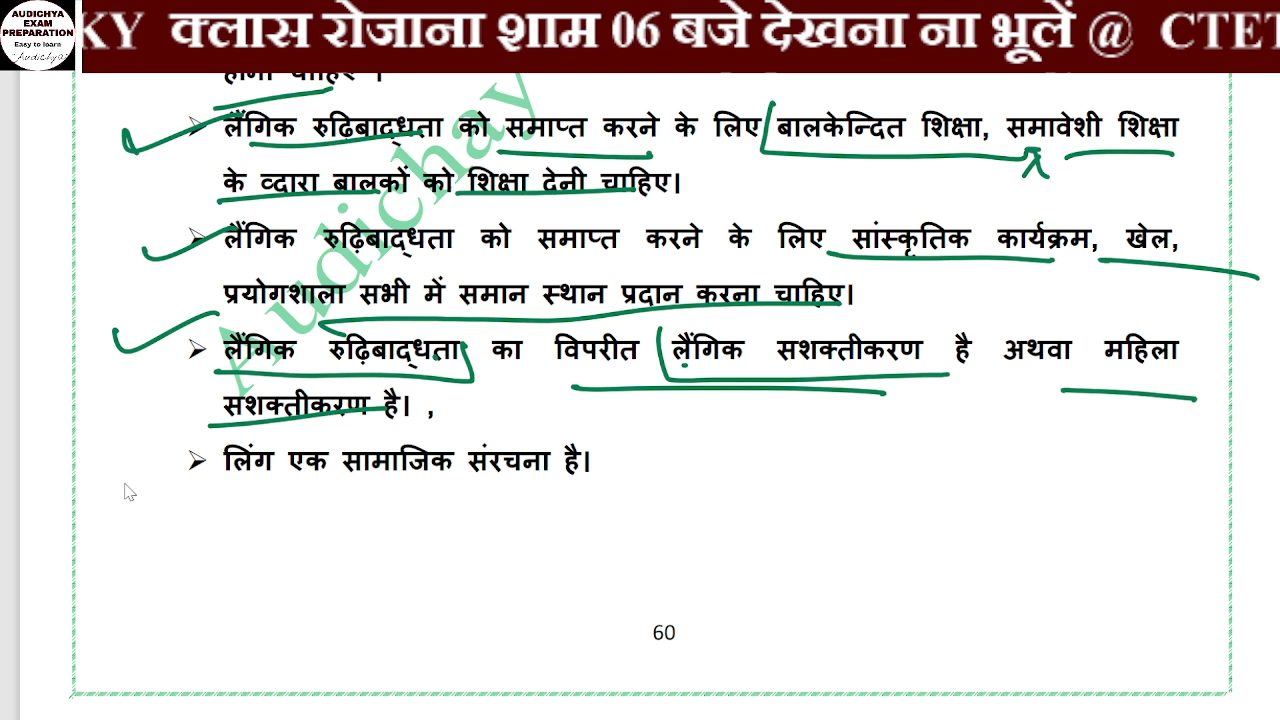 AUDICHYA
EXAM
PREPARATION
Easy to learn
Audichya
KY क्लास रोजाना शाम 06 बजे देखना ना भूलें @ CTET
होना चाहिए ।
➢ लैंगिक रुढ़िबाद्धता को समाप्त करने के लिए बालकेन्दित शिक्षा, समावेशी शिक्षा
के व्दारा बालकों को शिक्षा देनी चाहिए।
➢ लैंगिक रुढ़िबाद्धता को समाप्त करने के लिए सांस्कृतिक कार्यक्रम, खेल,
प्रयोगशाला सभी में समान स्थान प्रदान करना चाहिए।
➢ लैंगिक रुढ़िबाद्धता का विपरीत लैंगिक सशक्तीकरण है अथवा महिला
सशक्तीकरण है। ,
➢ लिंग एक सामाजिक संरचना है।
Audichay
60